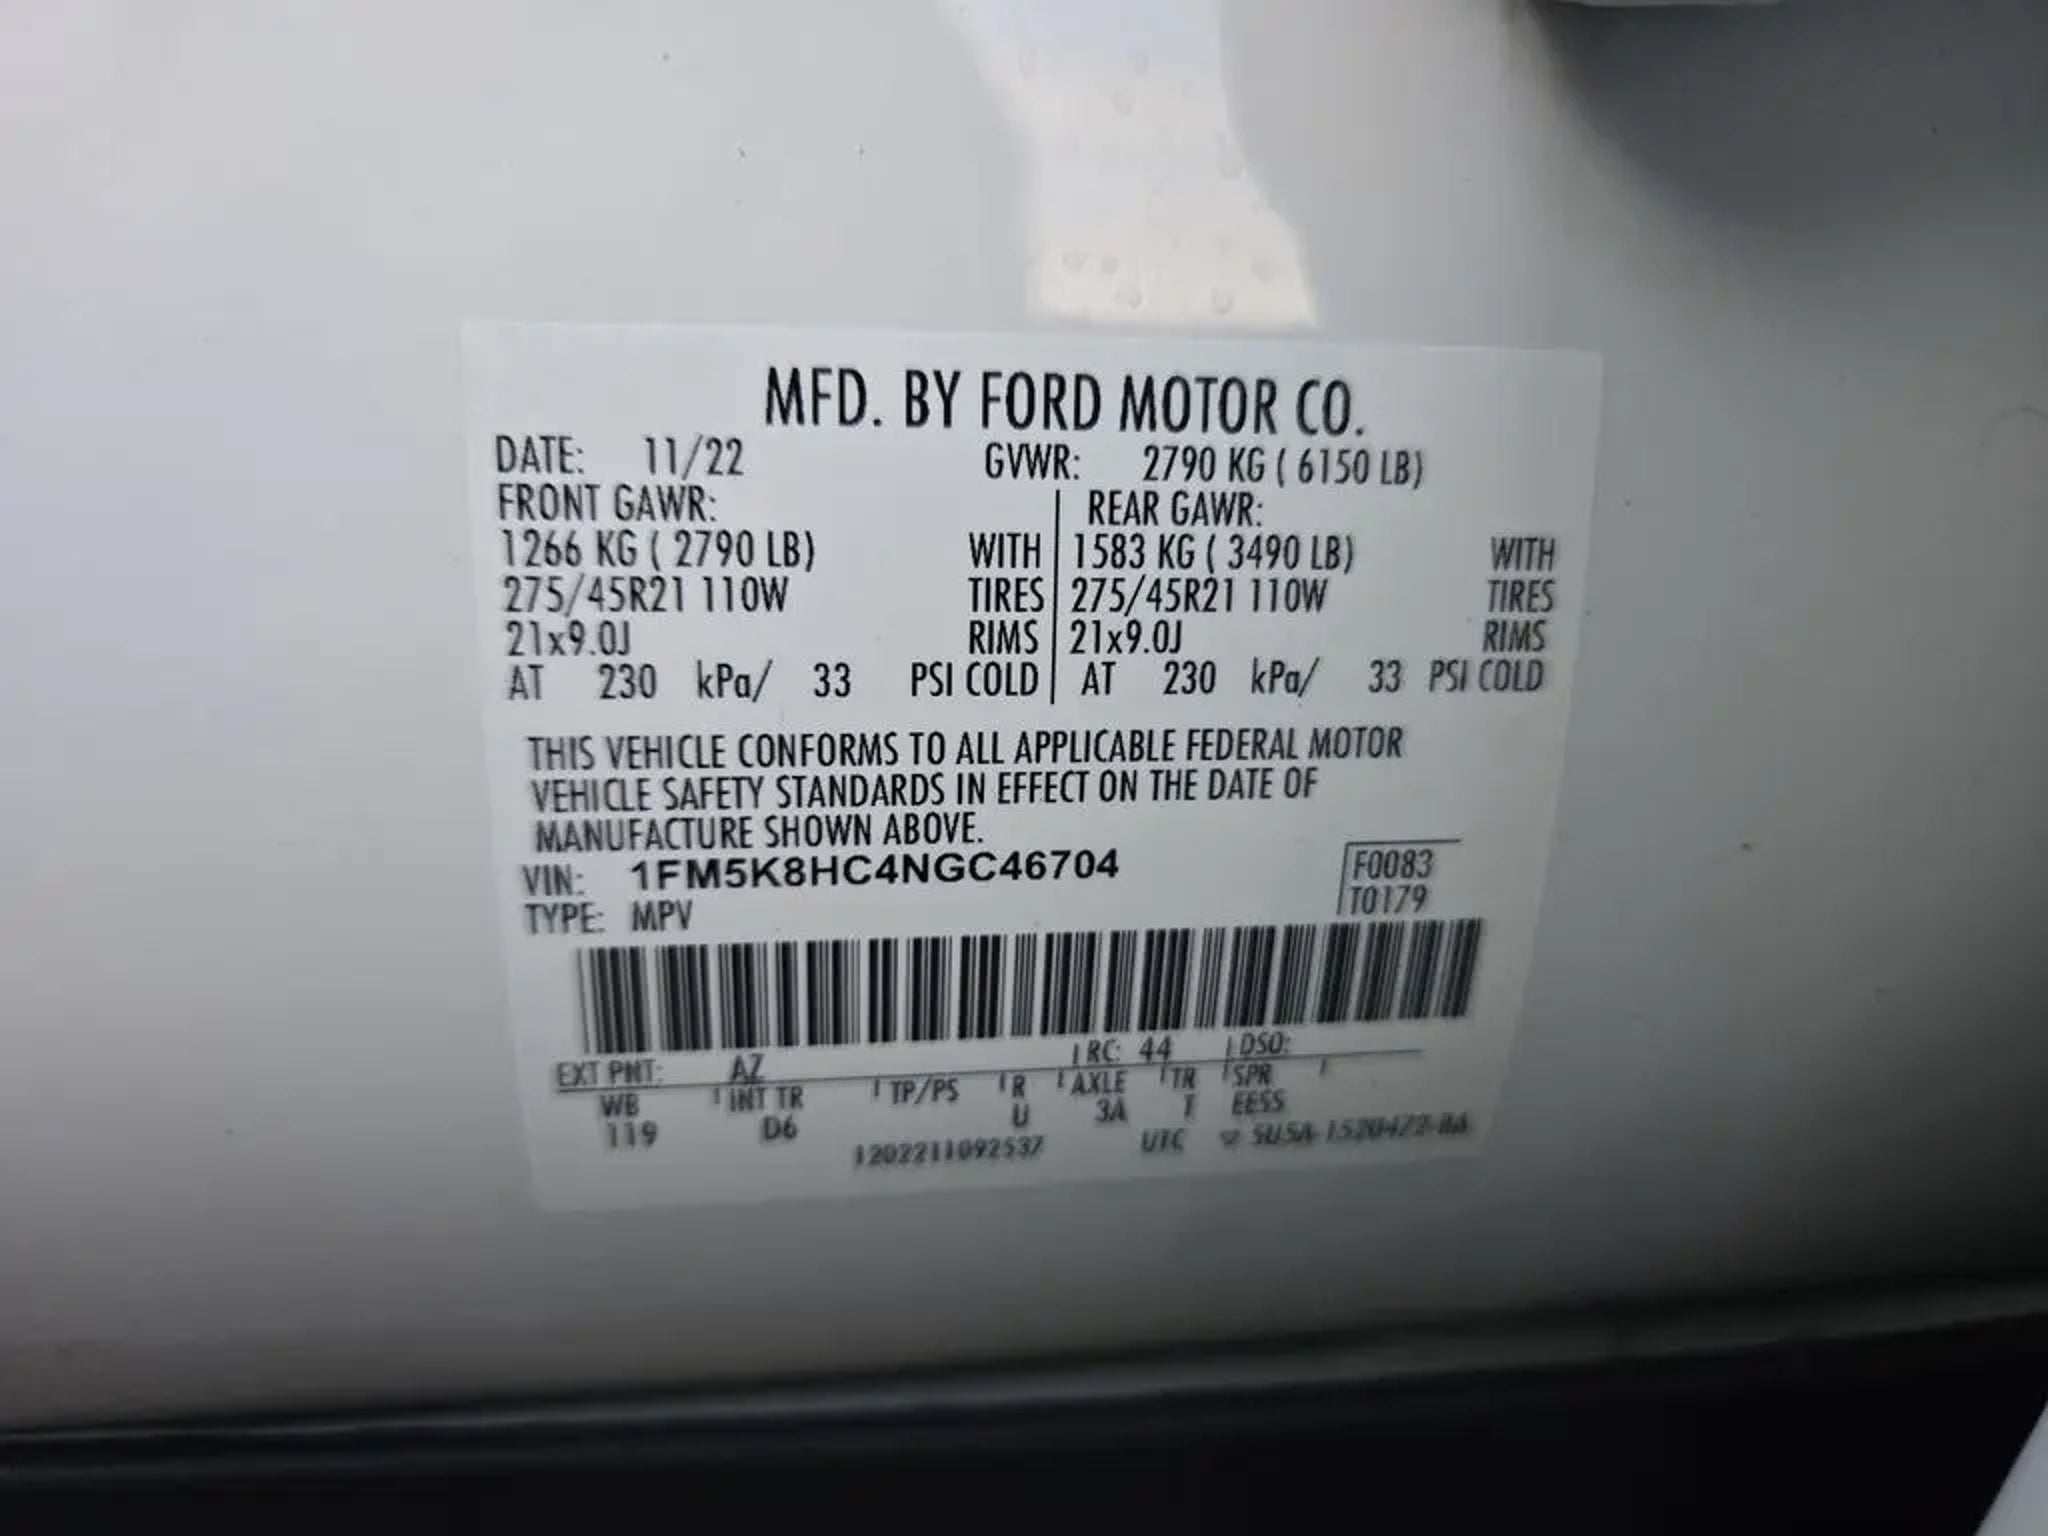 MFD. BY FORD MOTOR CO.
DATE: 11/22 GVWR: 2790 KG ( 6150 LB)
FRONT GAWR: REAR GAWR:
1266 KG ( 2790 LB) WITH 1583 KG ( 3490 LB) WITH
275/45R21 110W TIRES 275/45R21 110W TIRES
21x9.0J RIMS 21x9.0J RIMS
AT 230 kPa/ 33 PSI COLD AT 230 kPa/ 33 PSI COLD
THIS VEHICLE CONFORMS TO ALL APPLICABLE FEDERAL MOTOR
VEHICLE SAFETY STANDARDS IN EFFECT ON THE DATE OF
MANUFACTURE SHOWN ABOVE.
VIN: 1FM5K8HC4NGC46704 F0083
TYPE: MPV T0179
EXT PNT: AZ RC: 44 DSO:
WB INT TR TP/PS R AXLE TR SPR
119 D6 U 3A T EESS
1202211092537 UTC